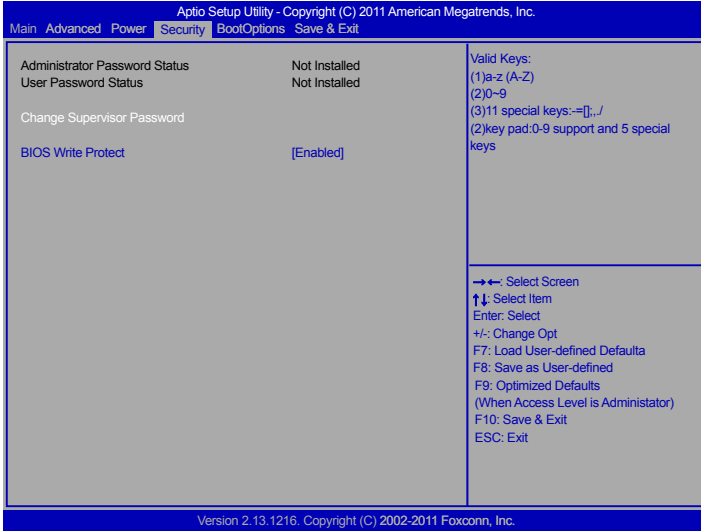 Aptio Setup Utility - Copyright (C) 2011 American Megatrends, Inc.
Main Advanced Power Security BootOptions Save & Exit
Administrator Password Status Not Installed
User Password Status Not Installed
Change Supervisor Password
BIOS Write Protect [Enabled]
Valid Keys:
(1)a-z (A-Z)
(2)0~9
(3)11 special keys:-=[];,./
(2)key pad:0-9 support and 5 special
keys
→←: Select Screen
↑↓: Select Item
Enter: Select
+/-: Change Opt
F7: Load User-defined Defaulta
F8: Save as User-defined
F9: Optimized Defaults
(When Access Level is Administator)
F10: Save & Exit
ESC: Exit
Version 2.13.1216. Copyright (C) 2002-2011 Foxconn, Inc.